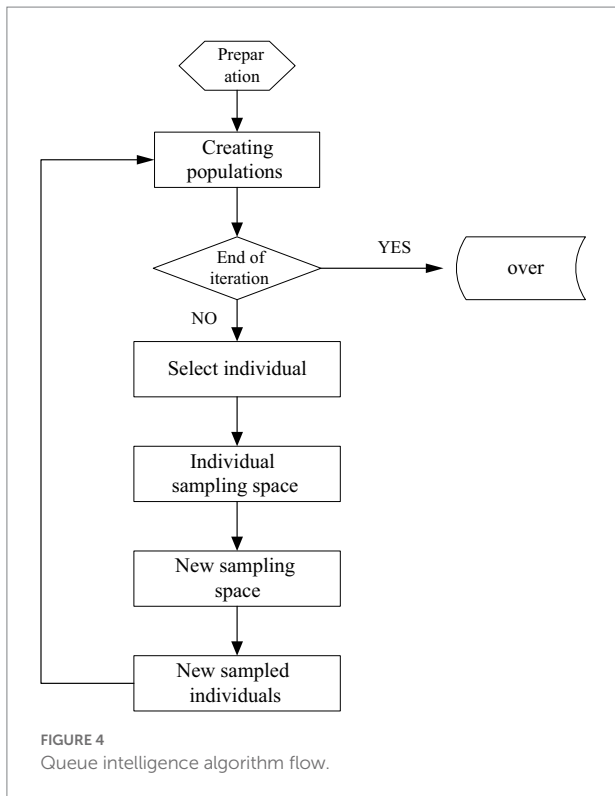 Prepar
ation
Creating
populations
End of
iteration
YES
over
NO
Select individual
Individual
sampling space
New sampling
space
New sampled
individuals
FIGURE 4
Queue intelligence algorithm flow.